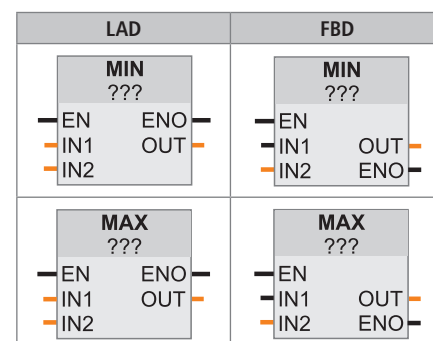 LAD FBD
MIN
???
EN ENO
IN1 OUT
IN2
MIN
???
EN
IN1 OUT
IN2 ENO
MAX
???
EN ENO
IN1 OUT
IN2
MAX
???
EN
IN1 OUT
IN2 ENO